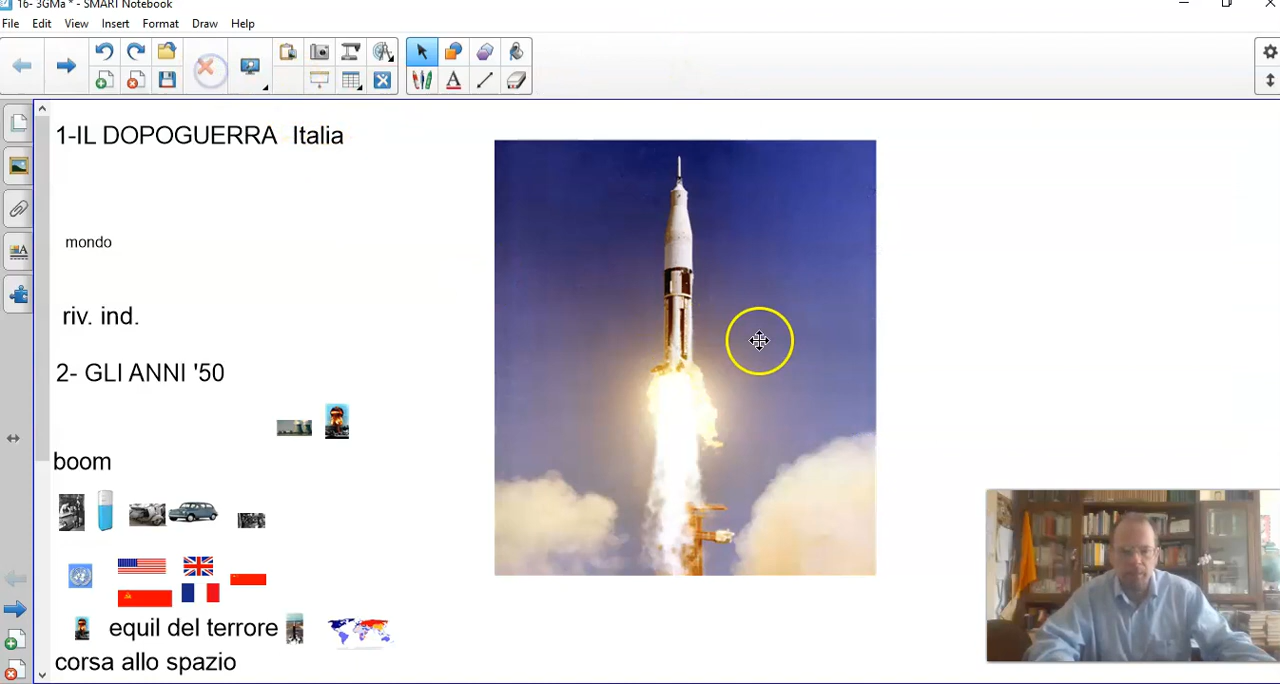 16- 3GMa * - SMART Notebook
File Edit View Insert Format Draw Help
1-IL DOPOGUERRA Italia
mondo
riv. ind.
2- GLI ANNI '50
boom
equil del terrore
corsa allo spazio